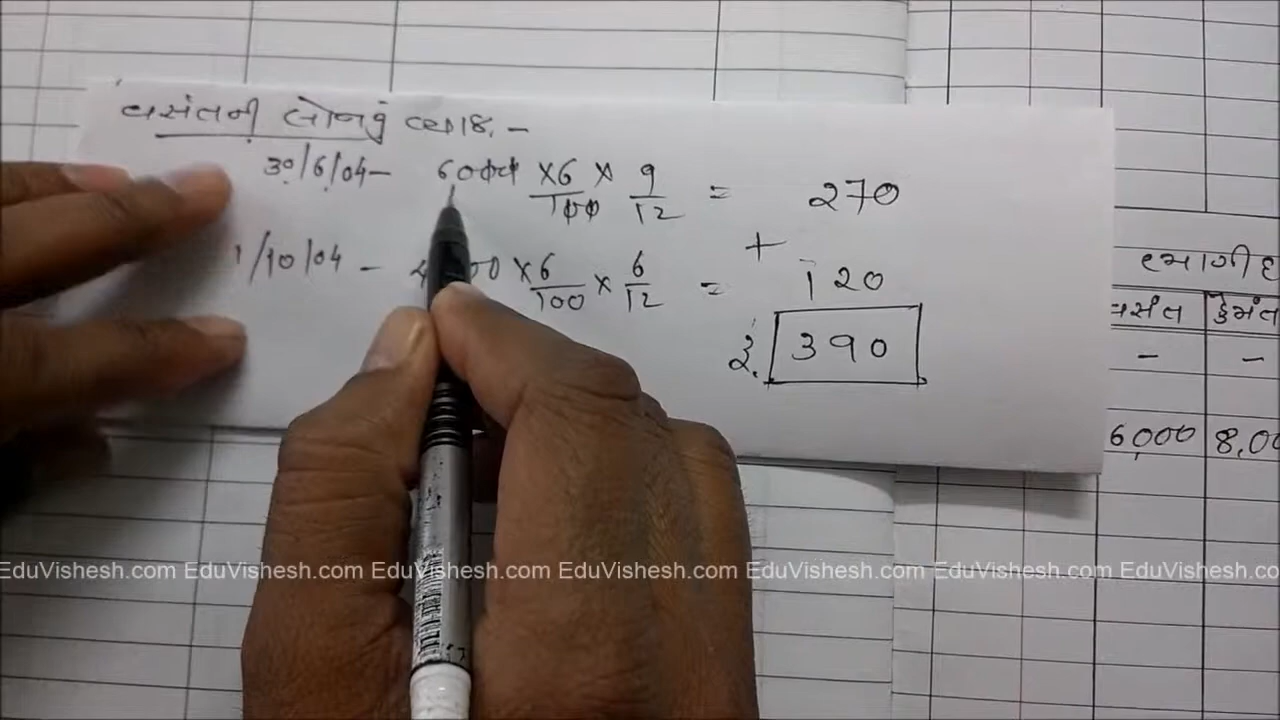 વસંતની લોનનું વ્યાજ. -
30/6/04 - 6000 × 6/100 × 9/12 = 270
+
1/10/04 - 4000 × 6/100 × 6/12 = 120
રૂ. 390
ભાગીદ
વસંત હેમંત
- -
6,000 8,00
EduVishesh.com EduVishesh.com EduVishesh.com EduVishesh.com EduVishesh.com EduVishesh.com EduVishesh.co